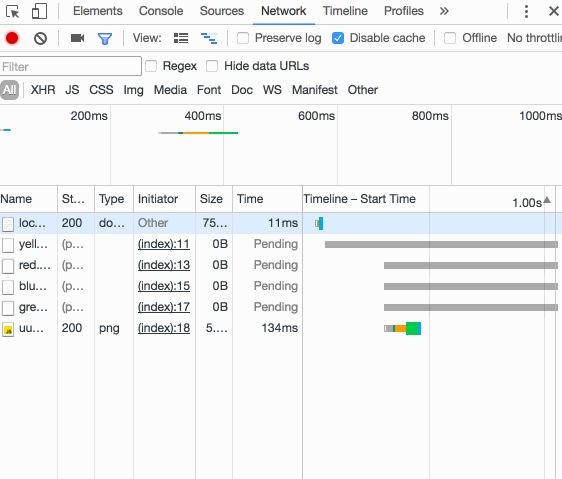 Elements Console Sources Network Timeline Profiles »
View: Preserve log Disable cache Offline No throttlin
Filter Regex Hide data URLs
All XHR JS CSS Img Media Font Doc WS Manifest Other
200ms 400ms 600ms 800ms 1000ms
Name St... Type Initiator Size Time Timeline – Start Time 1.00s
loc... 200 do... Other 75... 11ms
yell... (p... (index):11 0B Pending
red.... (p... (index):13 0B Pending
blu... (p... (index):15 0B Pending
gre... (p... (index):17 0B Pending
uu... 200 png (index):18 5.... 134ms